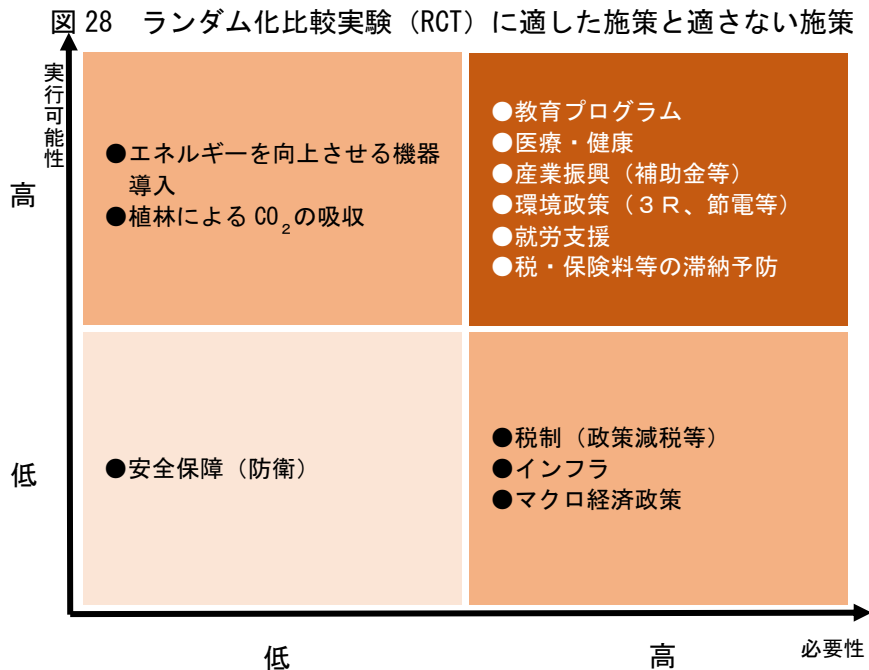 図28　ランダム化比較実験（RCT）に適した施策と適さない施策
実行可能性
高
●エネルギーを向上させる機器
導入
●植林によるCO₂の吸収
●教育プログラム
●医療・健康
●産業振興（補助金等）
●環境政策（３Ｒ、節電等）
●就労支援
●税・保険料等の滞納予防
低
●安全保障（防衛）
●税制（政策減税等）
●インフラ
●マクロ経済政策
低
高
必要性